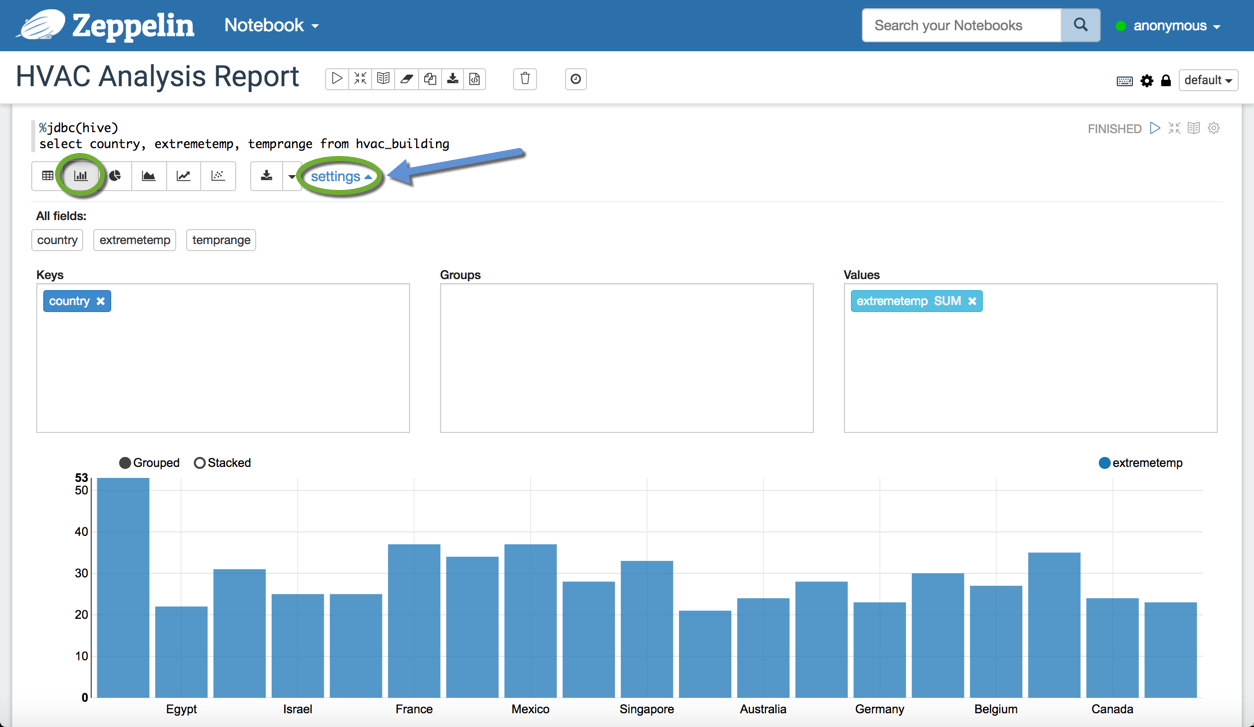 Zeppelin Notebook Search your Notebooks anonymous
HVAC Analysis Report default
%jdbc(hive) FINISHED
select country, extremetemp, temprange from hvac_building
settings
All fields:
country extremetemp temprange
Keys Groups Values
country extremetemp SUM
Grouped Stacked extremetemp
53
50
40
30
20
10
0
Egypt Israel France Mexico Singapore Australia Germany Belgium Canada